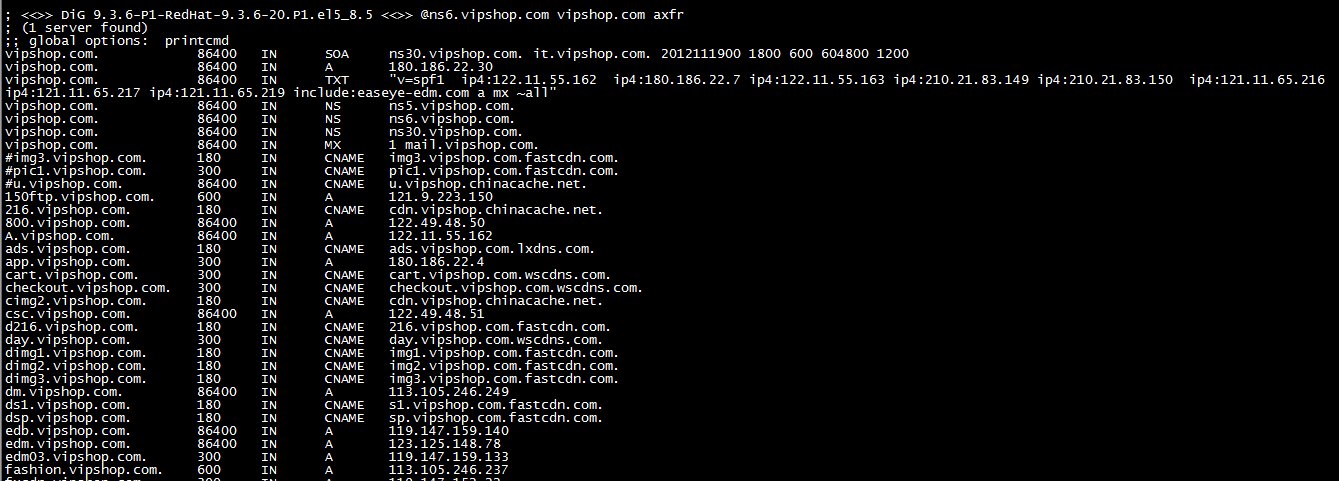 ; <<>> DiG 9.3.6-P1-RedHat-9.3.6-20.P1.el5_8.5 <<>> @ns6.vipshop.com vipshop.com axfr
; (1 server found)
;; global options:  printcmd
vipshop.com. 86400 IN SOA ns30.vipshop.com. it.vipshop.com. 2012111900 1800 600 604800 1200
vipshop.com. 86400 IN A 180.186.22.30
vipshop.com. 86400 IN TXT "v=spf1  ip4:122.11.55.162  ip4:180.186.22.7 ip4:122.11.55.163 ip4:210.21.83.149 ip4:210.21.83.150  ip4:121.11.65.216
ip4:121.11.65.217 ip4:121.11.65.219 include:easeye-edm.com a mx ~all"
vipshop.com. 86400 IN NS ns5.vipshop.com.
vipshop.com. 86400 IN NS ns6.vipshop.com.
vipshop.com. 86400 IN NS ns30.vipshop.com.
vipshop.com. 86400 IN MX 1 mail.vipshop.com.
#img3.vipshop.com. 180 IN CNAME img3.vipshop.com.fastcdn.com.
#pic1.vipshop.com. 300 IN CNAME pic1.vipshop.com.fastcdn.com.
#u.vipshop.com. 86400 IN CNAME u.vipshop.chinacache.net.
150ftp.vipshop.com. 600 IN A 121.9.223.150
216.vipshop.com. 180 IN CNAME cdn.vipshop.chinacache.net.
800.vipshop.com. 86400 IN A 122.49.48.50
A.vipshop.com. 86400 IN A 122.11.55.162
ads.vipshop.com. 180 IN CNAME ads.vipshop.com.lxdns.com.
app.vipshop.com. 300 IN A 180.186.22.4
cart.vipshop.com. 300 IN CNAME cart.vipshop.com.wscdns.com.
checkout.vipshop.com. 300 IN CNAME checkout.vipshop.com.wscdns.com.
cimg2.vipshop.com. 180 IN CNAME cdn.vipshop.chinacache.net.
csc.vipshop.com. 86400 IN A 122.49.48.51
d216.vipshop.com. 180 IN CNAME 216.vipshop.com.fastcdn.com.
day.vipshop.com. 300 IN CNAME day.vipshop.com.wscdns.com.
dimg1.vipshop.com. 180 IN CNAME img1.vipshop.com.fastcdn.com.
dimg2.vipshop.com. 180 IN CNAME img2.vipshop.com.fastcdn.com.
dimg3.vipshop.com. 180 IN CNAME img3.vipshop.com.fastcdn.com.
dm.vipshop.com. 86400 IN A 113.105.246.249
ds1.vipshop.com. 180 IN CNAME s1.vipshop.com.fastcdn.com.
dsp.vipshop.com. 180 IN CNAME sp.vipshop.com.fastcdn.com.
edb.vipshop.com. 86400 IN A 119.147.159.140
edm.vipshop.com. 86400 IN A 123.125.148.78
edm03.vipshop.com. 300 IN A 119.147.159.133
fashion.vipshop.com. 600 IN A 113.105.246.237